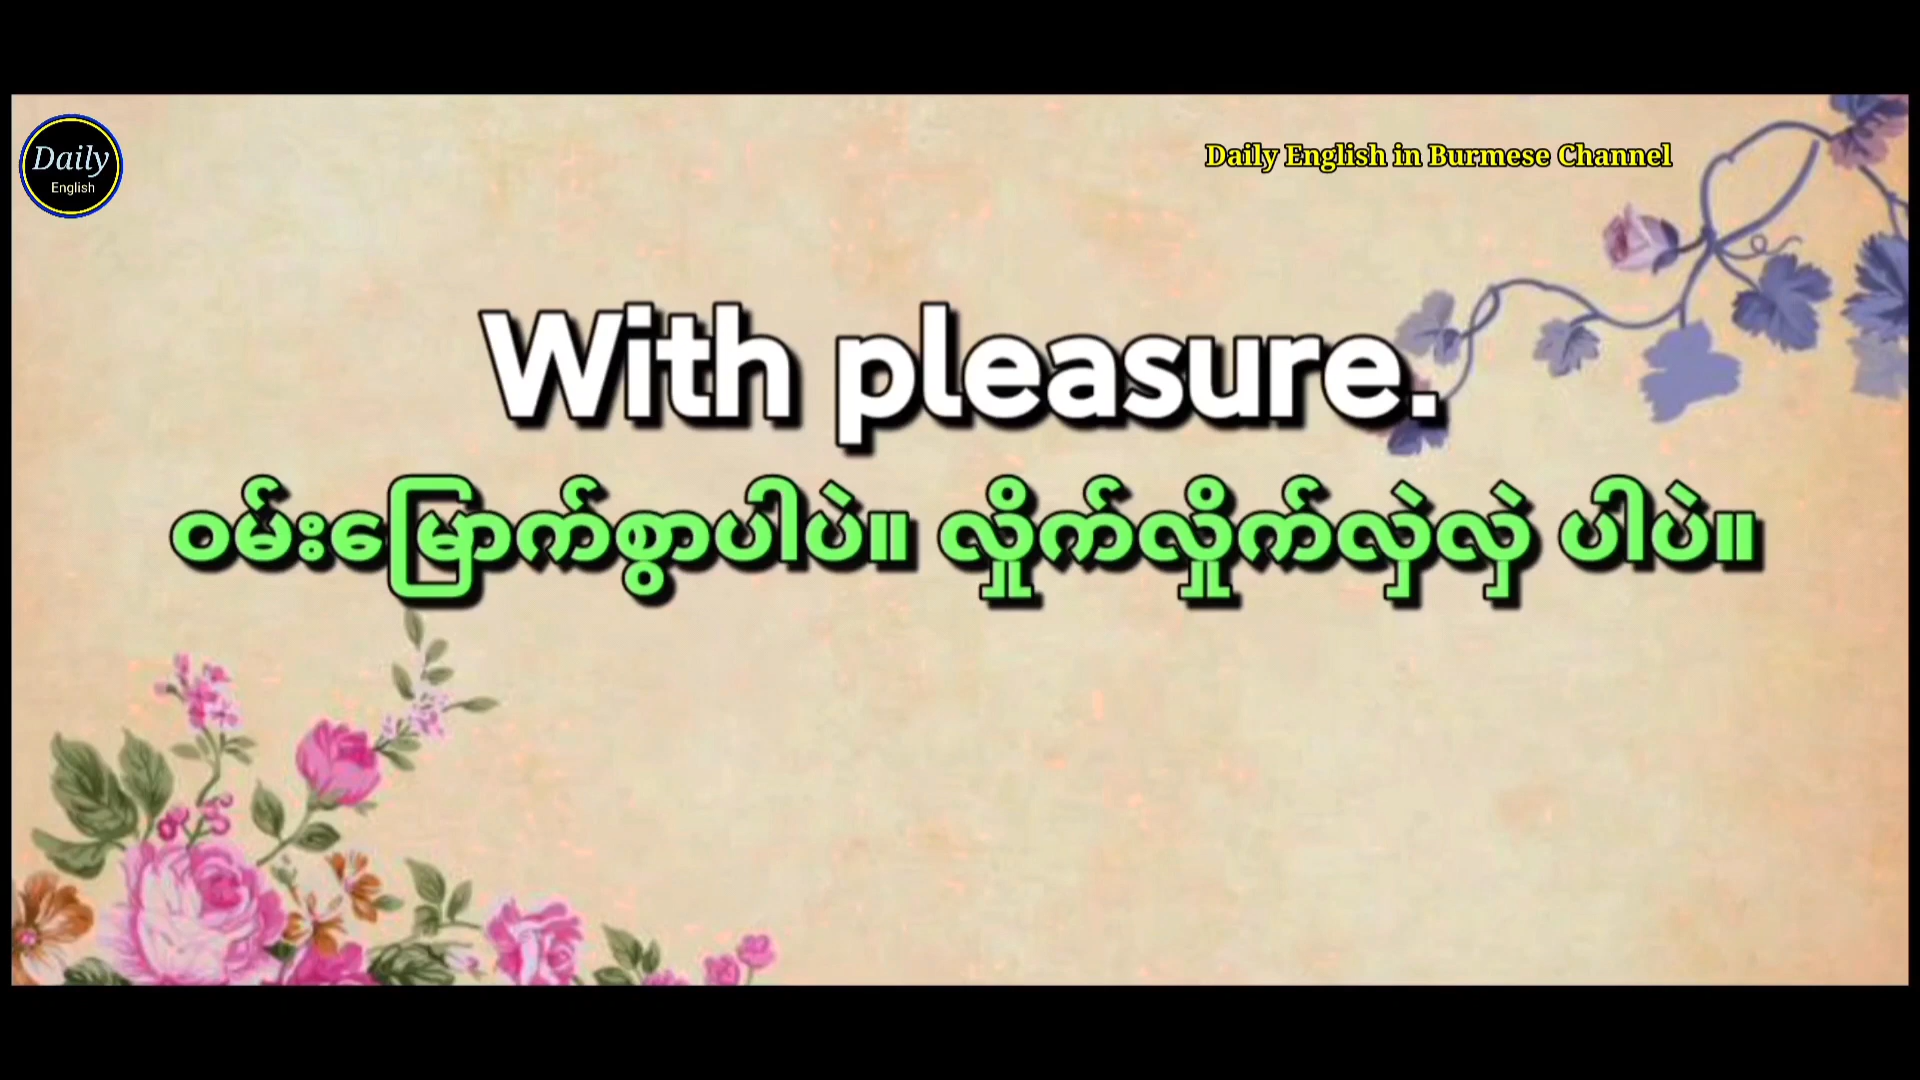 Daily
English
Daily English in Burmese Channel
With pleasure.
ဝမ်းမြောက်စွာပါပဲ။ လှိုက်လှိုက်လှဲလှဲ ပါပဲ။